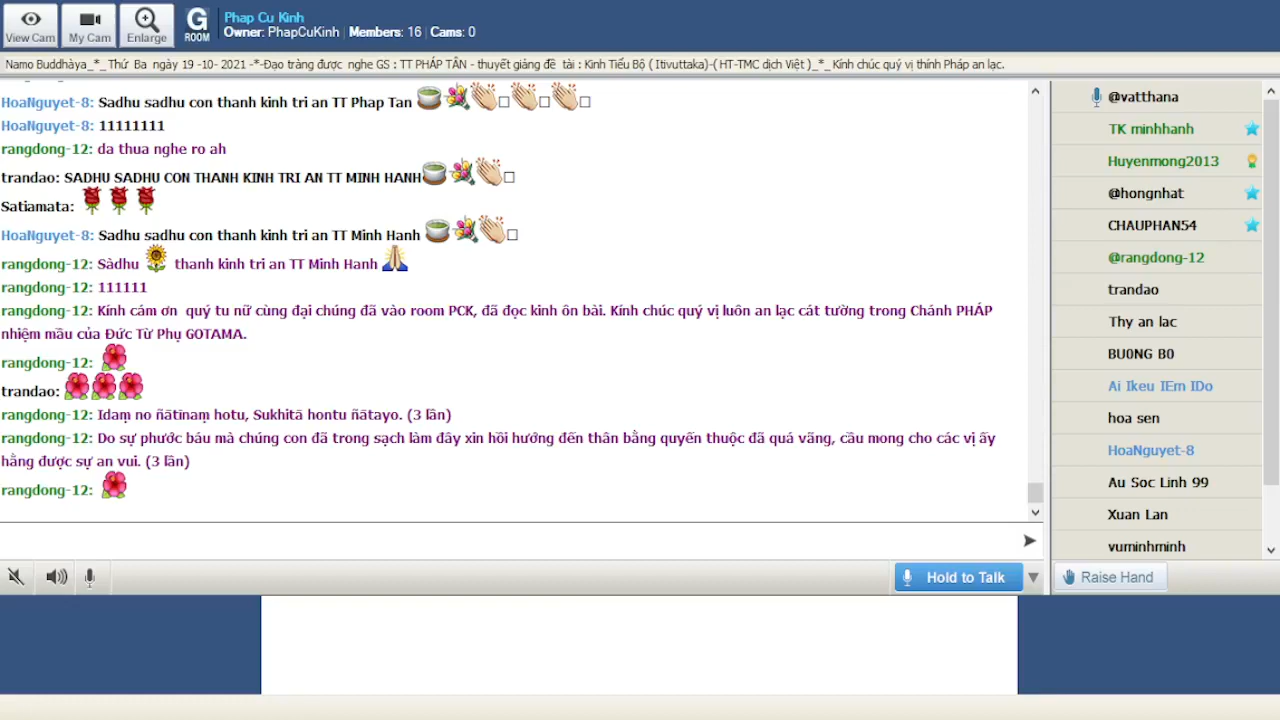 View Cam
My Cam
Enlarge
G
ROOM
Phap Cu Kinh
Owner: PhapCuKinh | Members: 16 | Cams: 0
Namo Buddhàya_*_Thứ Ba ngày 19 -10- 2021 -*-Đạo tràng được nghe GS : TT PHÁP TÂN - thuyết giảng đề tài : Kinh Tiểu Bộ ( Itivuttaka)-( HT-TMC dịch Việt )_*_Kính chúc quý vị thính Pháp an lạc.
HoaNguyet-8: Sadhu sadhu con thanh kinh tri an TT Phap Tan
HoaNguyet-8: 11111111
rangdong-12: da thua nghe ro ah
trandao: SADHU SADHU CON THANH KINH TRI AN TT MINH HANH
Satiamata:
HoaNguyet-8: Sadhu sadhu con thanh kinh tri an TT Minh Hanh
rangdong-12: Sàdhu thanh kinh tri an TT Minh Hanh
rangdong-12: 111111
rangdong-12: Kính cám ơn quý tu nữ cùng đại chúng đã vào room PCK, đã đọc kinh ôn bài. Kính chúc quý vị luôn an lạc cát tường trong Chánh PHÁP
nhiệm mầu của Đức Từ Phụ GOTAMA.
rangdong-12:
trandao:
rangdong-12: Idaṃ no ñātīnaṃ hotu, Sukhitā hontu ñātayo. (3 lần)
rangdong-12: Do sự phước báu mà chúng con đã trong sạch làm đây xin hồi hướng đến thân bằng quyến thuộc đã quá vãng, cầu mong cho các vị ấy
hằng được sự an vui. (3 lần)
rangdong-12:
@vatthana
TK minhhanh
Huyenmong2013
@hongnhat
CHAUPHAN54
@rangdong-12
trandao
Thy an lac
BU0NG B0
Ai Ikeu IEm IDo
hoa sen
HoaNguyet-8
Au Soc Linh 99
Xuan Lan
vuminhminh
Hold to Talk
Raise Hand